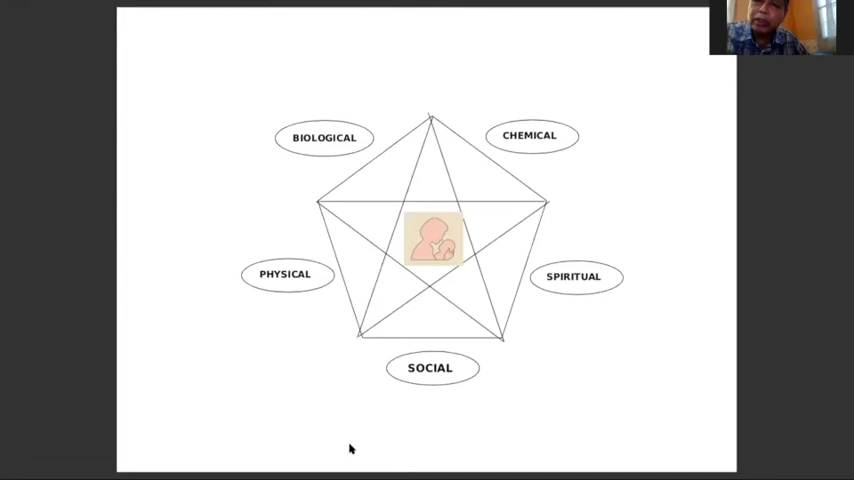 BIOLOGICAL
CHEMICAL
PHYSICAL
SPIRITUAL
SOCIAL